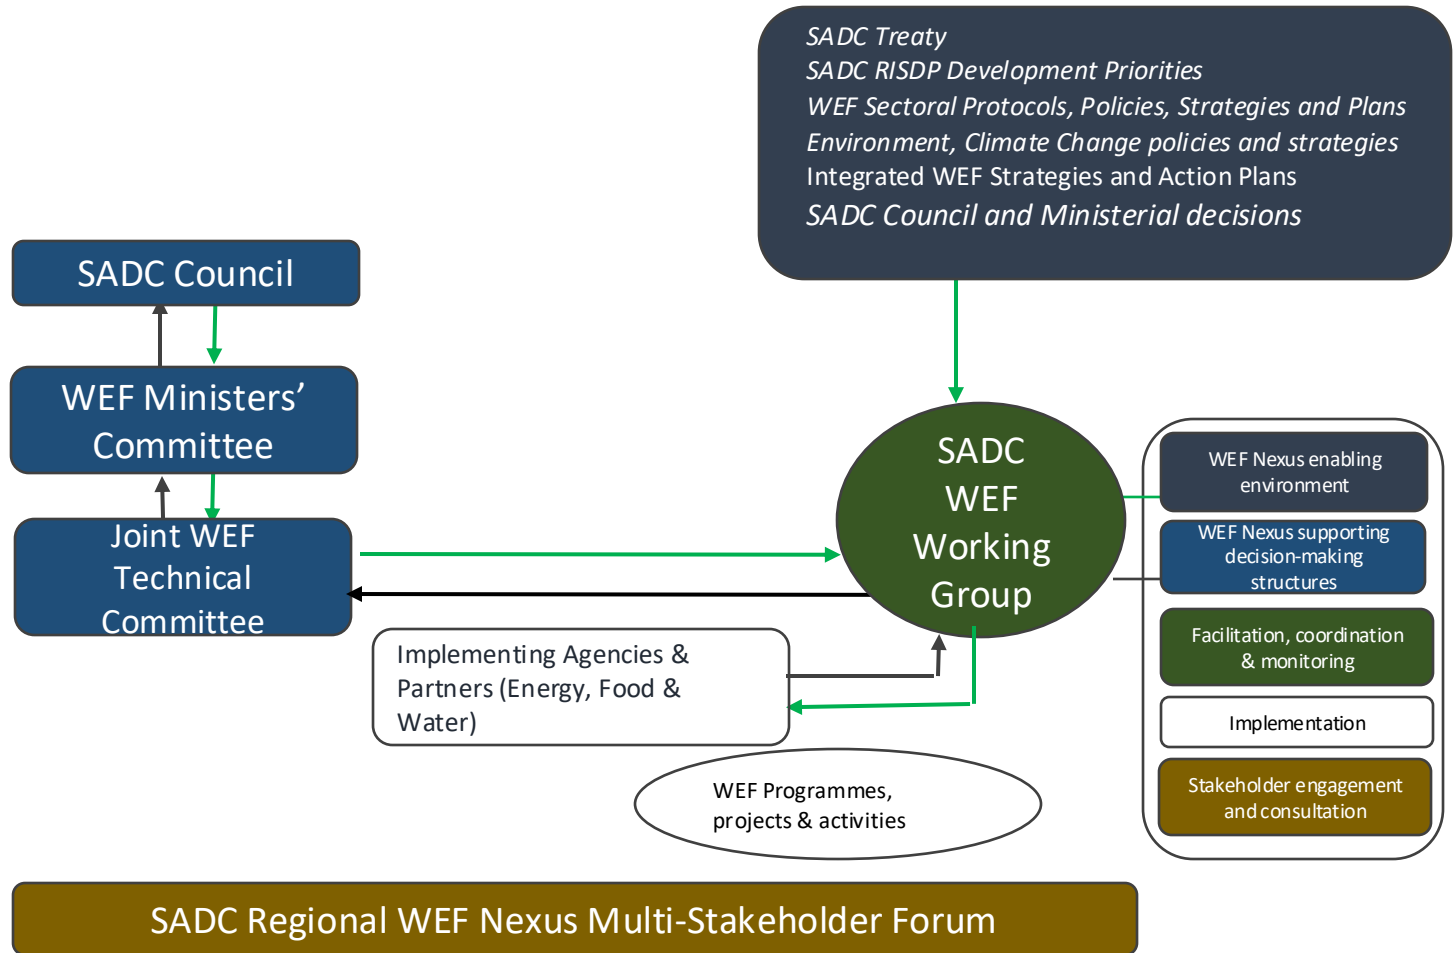 SADC Treaty
SADC RISDP Development Priorities
WEF Sectoral Protocols, Policies, Strategies and Plans
Environment, Climate Change policies and strategies
Integrated WEF Strategies and Action Plans
SADC Council and Ministerial decisions
SADC Council
WEF Ministers’
Committee
Joint WEF
Technical
Committee
SADC
WEF
Working
Group
WEF Nexus enabling
environment
WEF Nexus supporting
decision-making
structures
Facilitation, coordination
& monitoring
Implementation
Stakeholder engagement
and consultation
Implementing Agencies &
Partners (Energy, Food &
Water)
WEF Programmes,
projects & activities
SADC Regional WEF Nexus Multi-Stakeholder Forum